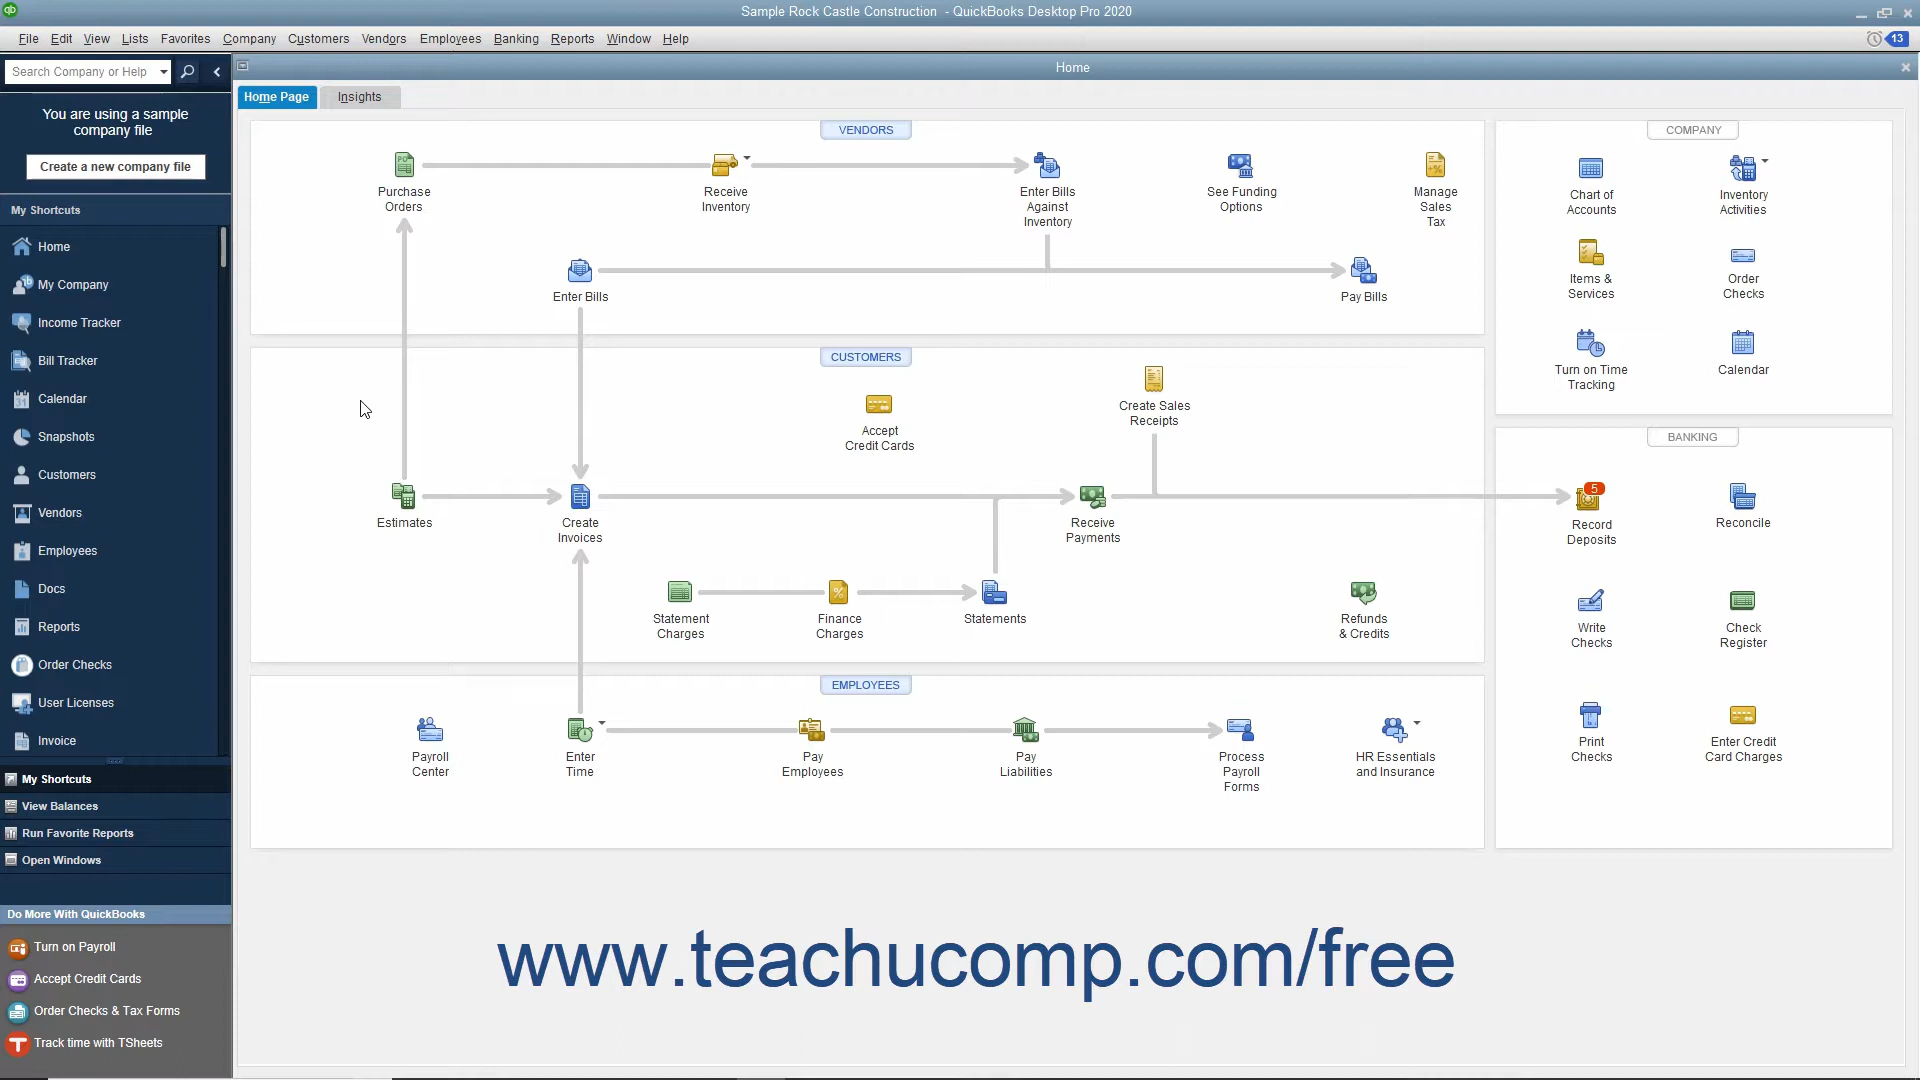 Sample Rock Castle Construction - QuickBooks Desktop Pro 2020
File Edit View Lists Favorites Company Customers Vendors Employees Banking Reports Window Help
13
Search Company or Help
Home
Home Page Insights
You are using a sample
company file
Create a new company file
My Shortcuts
Home
My Company
Income Tracker
Bill Tracker
Calendar
Snapshots
Customers
Vendors
Employees
Docs
Reports
Order Checks
User Licenses
Invoice
My Shortcuts
View Balances
Run Favorite Reports
Open Windows
Do More With QuickBooks
Turn on Payroll
Accept Credit Cards
Order Checks & Tax Forms
Track time with TSheets
VENDORS
Purchase
Orders
Receive
Inventory
Enter Bills
Against
Inventory
See Funding
Options
Manage
Sales
Tax
Enter Bills
Pay Bills
CUSTOMERS
Accept
Credit Cards
Create Sales
Receipts
Estimates
Create
Invoices
Receive
Payments
Statement
Charges
Finance
Charges
Statements
Refunds
& Credits
EMPLOYEES
Payroll
Center
Enter
Time
Pay
Employees
Pay
Liabilities
Process
Payroll
Forms
HR Essentials
and Insurance
COMPANY
Chart of
Accounts
Inventory
Activities
Items &
Services
Order
Checks
Turn on Time
Tracking
Calendar
BANKING
5
Record
Deposits
Reconcile
Write
Checks
Check
Register
Print
Checks
Enter Credit
Card Charges
www.teachucomp.com/free